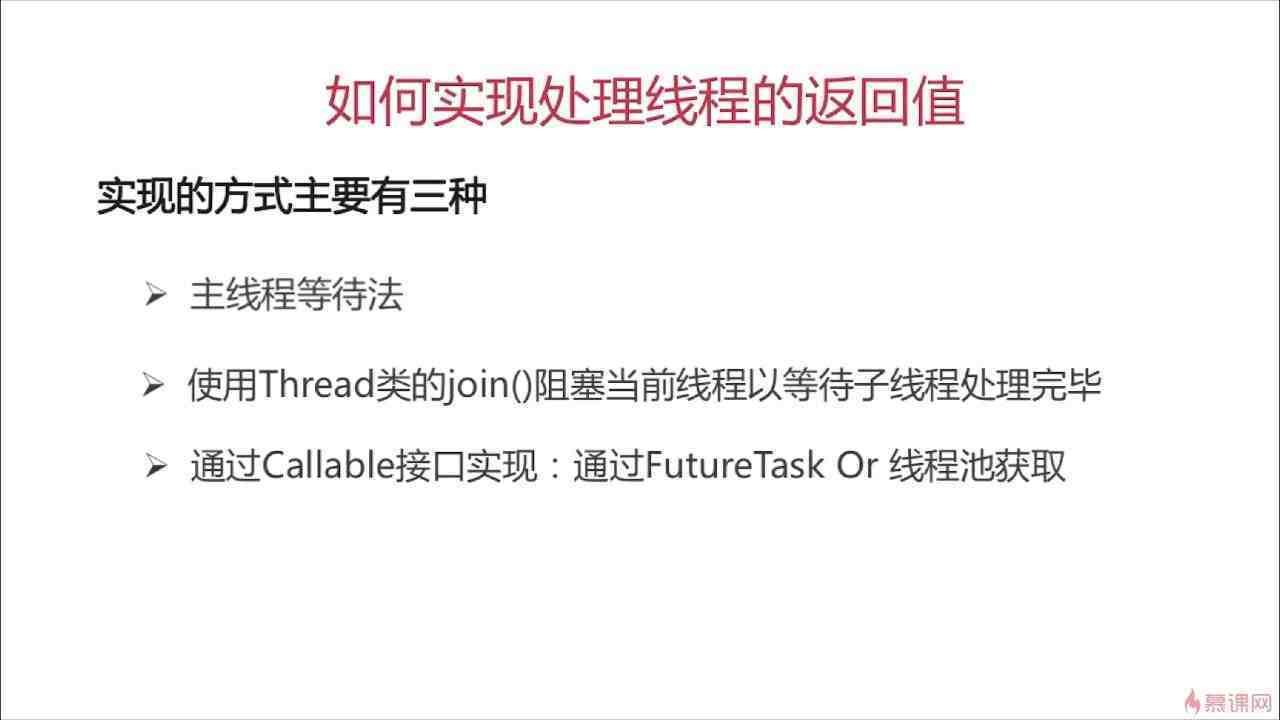 如何实现处理线程的返回值
实现的方式主要有三种
➢ 主线程等待法
➢ 使用Thread类的join()阻塞当前线程以等待子线程处理完毕
➢ 通过Callable接口实现：通过FutureTask Or 线程池获取
慕课网